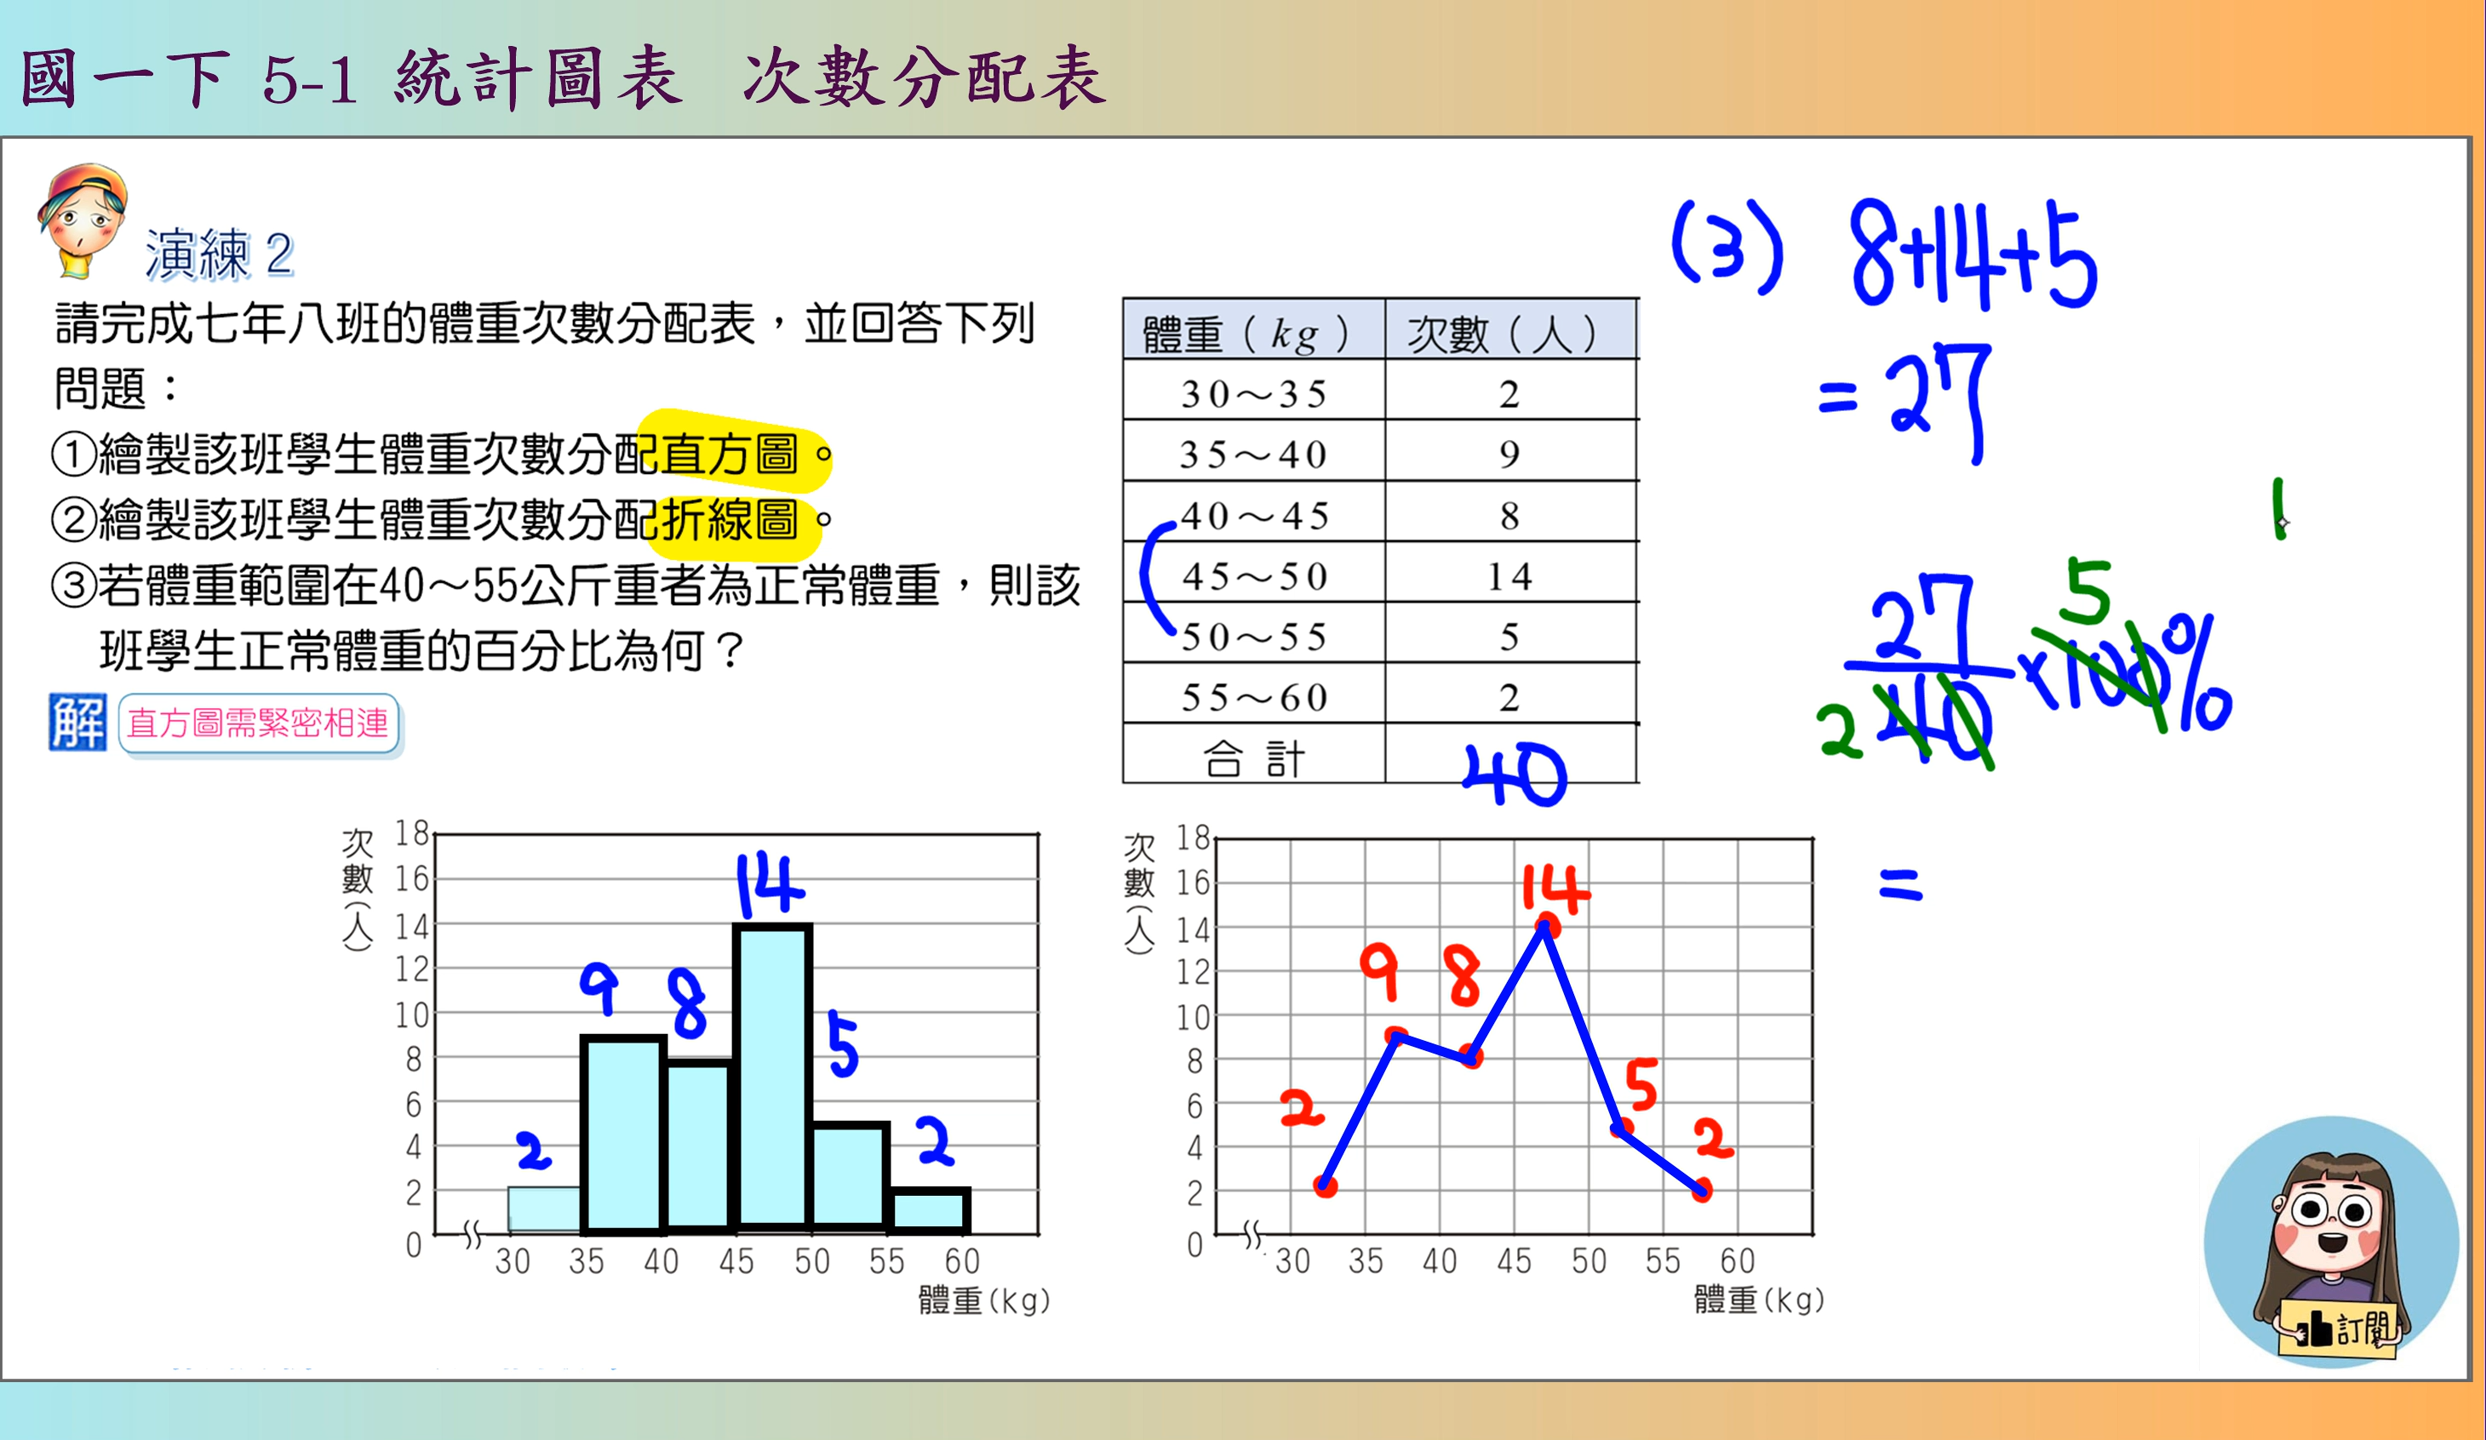 國一下 5-1 統計圖表 次數分配表
演練 2
請完成七年八班的體重次數分配表，並回答下列
問題：
①繪製該班學生體重次數分配直方圖。
②繪製該班學生體重次數分配折線圖。
③若體重範圍在40～55公斤重者為正常體重，則該
班學生正常體重的百分比為何？
解 直方圖需緊密相連
體重（kg） 次數（人）
30～35 2
35～40 9
40～45 8
45～50 14
50～55 5
55～60 2
合 計 40
(3) 8+14+5
=27
1
5
27
×100%
2 40
=
次數(人)
18
16
14
12
10
8
6
4
2
0
2
9
8
14
5
2
30 35 40 45 50 55 60
體重(kg)
次數(人)
18
16
14
12
10
8
6
4
2
0
2
9
8
14
5
2
30 35 40 45 50 55 60
體重(kg)
訂閱